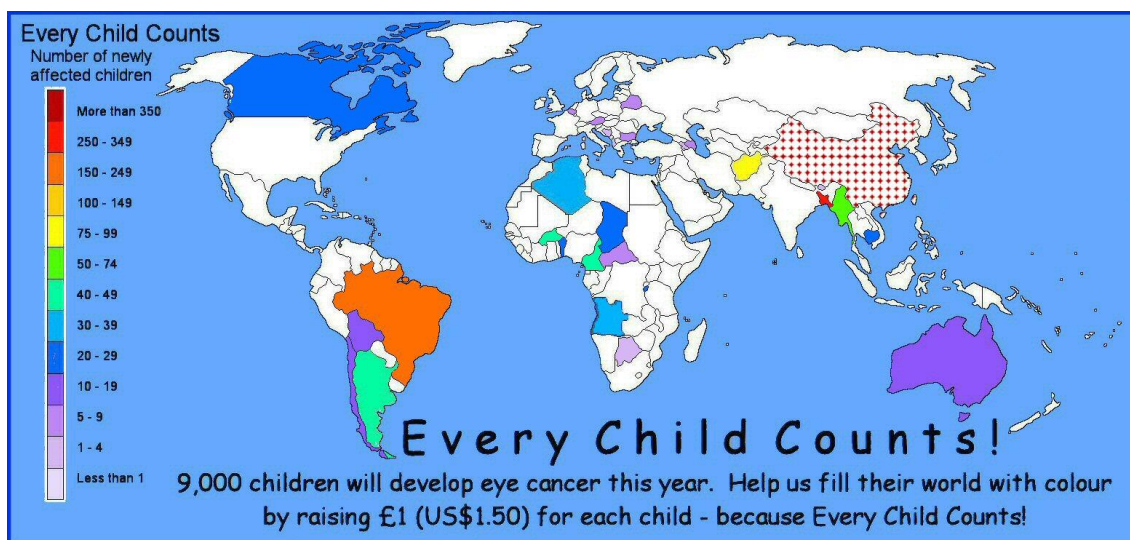 Every Child Counts
Number of newly
affected children
More than 350
250 - 349
150 - 249
100 - 149
75 - 99
50 - 74
40 - 49
30 - 39
20 - 29
10 - 19
5 - 9
1 - 4
Less than 1
Every Child Counts!
9,000 children will develop eye cancer this year. Help us fill their world with colour
by raising £1 (US$1.50) for each child - because Every Child Counts!